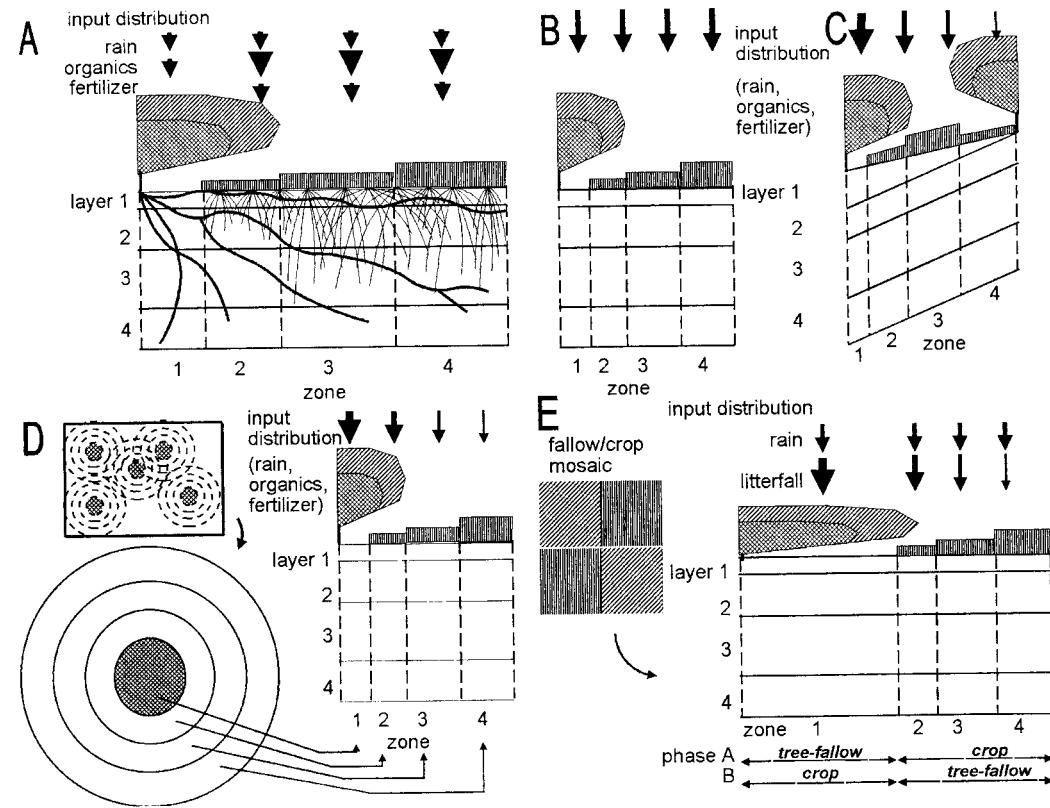 A
input distribution
rain
organics
fertilizer
layer 1
2
3
4
1 2 3 4
zone
B
input
distribution
(rain,
organics,
fertilizer)
layer 1
2
3
4
1 2 3 4
zone
C
1 2 3 4
zone
D
input
distribution
(rain,
organics,
fertilizer)
layer 1
2
3
4
1 2 3 4
zone
E
input distribution
rain
litterfall
fallow/crop
mosaic
layer 1
2
3
4
zone 1 2 3 4
phase A tree-fallow crop
B crop tree-fallow